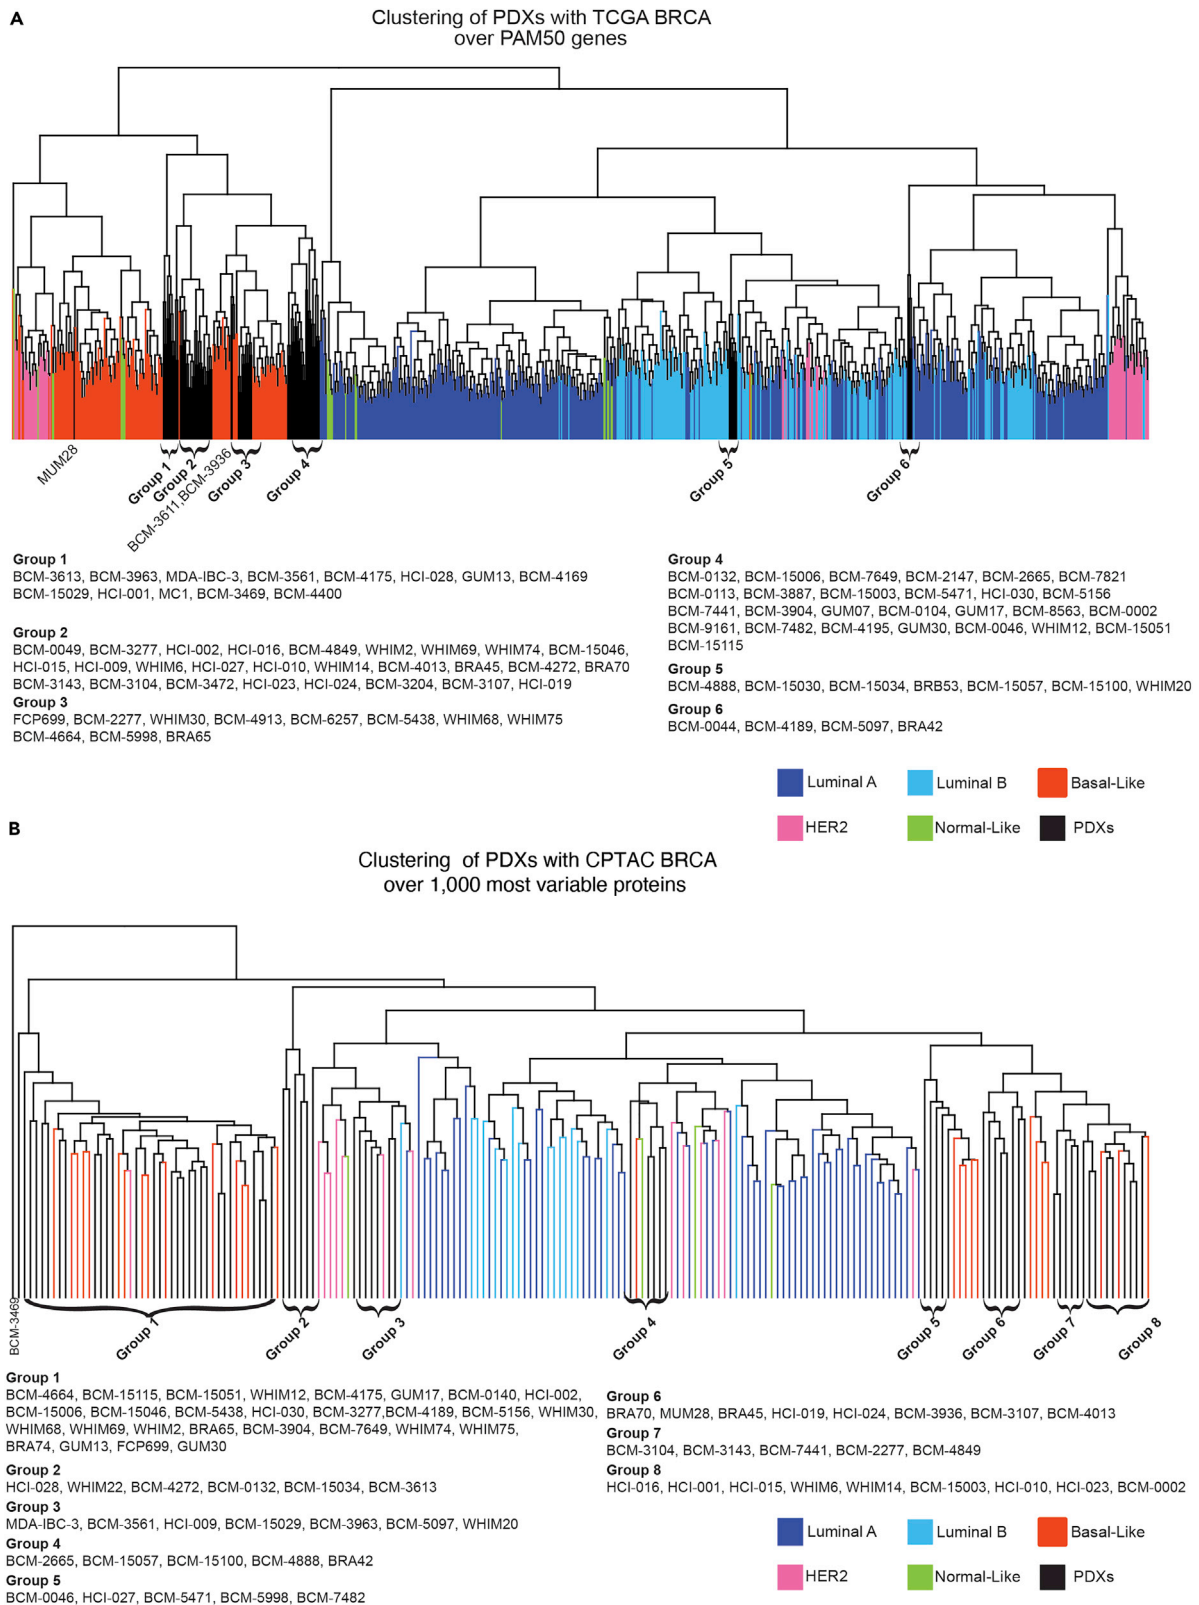 A
Clustering of PDXs with TCGA BRCA
over PAM50 genes
MUM28
Group 1
Group 2
BCM-3611,BCM-3936
Group 3
Group 4
Group 5
Group 6
Group 1
BCM-3613, BCM-3963, MDA-IBC-3, BCM-3561, BCM-4175, HCI-028, GUM13, BCM-4169
BCM-15029, HCI-001, MC1, BCM-3469, BCM-4400
Group 2
BCM-0049, BCM-3277, HCI-002, HCI-016, BCM-4849, WHIM2, WHIM69, WHIM74, BCM-15046,
HCI-015, HCI-009, WHIM6, HCI-027, HCI-010, WHIM14, BCM-4013, BRA45, BCM-4272, BRA70
BCM-3143, BCM-3104, BCM-3472, HCI-023, HCI-024, BCM-3204, BCM-3107, HCI-019
Group 3
FCP699, BCM-2277, WHIM30, BCM-4913, BCM-6257, BCM-5438, WHIM68, WHIM75
BCM-4664, BCM-5998, BRA65
Group 4
BCM-0132, BCM-15006, BCM-7649, BCM-2147, BCM-2665, BCM-7821
BCM-0113, BCM-3887, BCM-15003, BCM-5471, HCI-030, BCM-5156
BCM-7441, BCM-3904, GUM07, BCM-0104, GUM17, BCM-8563, BCM-0002
BCM-9161, BCM-7482, BCM-4195, GUM30, BCM-0046, WHIM12, BCM-15051
BCM-15115
Group 5
BCM-4888, BCM-15030, BCM-15034, BRB53, BCM-15057, BCM-15100, WHIM20
Group 6
BCM-0044, BCM-4189, BCM-5097, BRA42
Luminal A
Luminal B
Basal-Like
HER2
Normal-Like
PDXs
B
Clustering of PDXs with CPTAC BRCA
over 1,000 most variable proteins
BCM-3469
Group 1
Group 2
Group 3
Group 4
Group 5
Group 6
Group 7
Group 8
Group 1
BCM-4664, BCM-15115, BCM-15051, WHIM12, BCM-4175, GUM17, BCM-0140, HCI-002,
BCM-15006, BCM-15046, BCM-5438, HCI-030, BCM-3277,BCM-4189, BCM-5156, WHIM30,
WHIM68, WHIM69, WHIM2, BRA65, BCM-3904, BCM-7649, WHIM74, WHIM75,
BRA74, GUM13, FCP699, GUM30
Group 2
HCI-028, WHIM22, BCM-4272, BCM-0132, BCM-15034, BCM-3613
Group 3
MDA-IBC-3, BCM-3561, HCI-009, BCM-15029, BCM-3963, BCM-5097, WHIM20
Group 4
BCM-2665, BCM-15057, BCM-15100, BCM-4888, BRA42
Group 5
BCM-0046, HCI-027, BCM-5471, BCM-5998, BCM-7482
Group 6
BRA70, MUM28, BRA45, HCI-019, HCI-024, BCM-3936, BCM-3107, BCM-4013
Group 7
BCM-3104, BCM-3143, BCM-7441, BCM-2277, BCM-4849
Group 8
HCI-016, HCI-001, HCI-015, WHIM6, WHIM14, BCM-15003, HCI-010, HCI-023, BCM-0002
Luminal A
Luminal B
Basal-Like
HER2
Normal-Like
PDXs